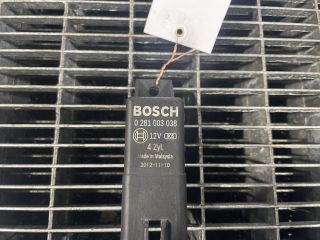 BOSCH
0 281 003 038
12V
4 Zyl.
Made in Malaysia
2012-11-10